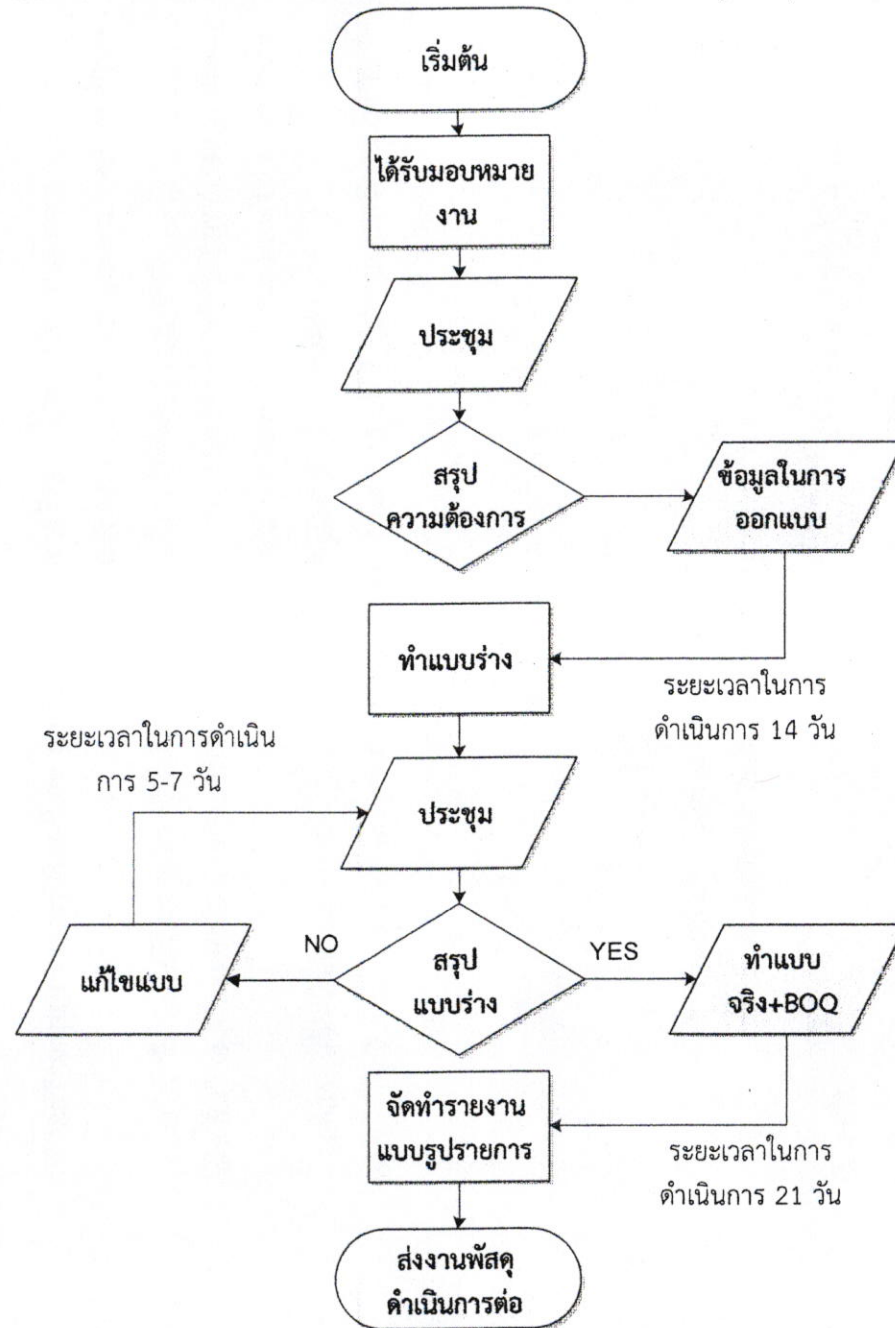 เริ่มต้น
ได้รับมอบหมาย
งาน
ประชุม
สรุป
ความต้องการ
ข้อมูลในการ
ออกแบบ
ทำแบบร่าง
ระยะเวลาในการ
ดำเนินการ 14 วัน
ระยะเวลาในการดำเนิน
การ 5-7 วัน
ประชุม
NO
YES
แก้ไขแบบ
สรุป
แบบร่าง
ทำแบบ
จริง+BOQ
จัดทำรายงาน
แบบรูปรายการ
ระยะเวลาในการ
ดำเนินการ 21 วัน
ส่งงานพัสดุ
ดำเนินการต่อ